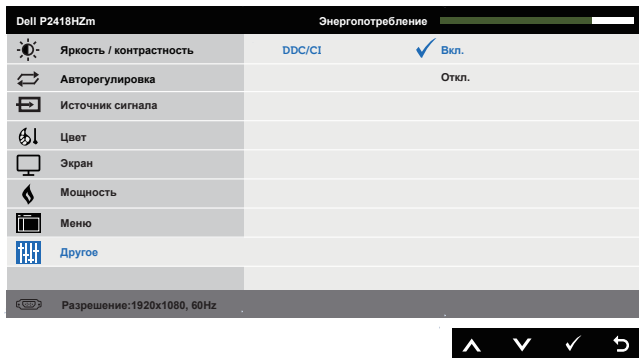 Dell P2418HZm Энергопотребление
Яркость / контрастность DDC/CI Вкл.
Авторегулировка Откл.
Источник сигнала
Цвет
Экран
Мощность
Меню
Другое
Разрешение:1920x1080, 60Hz